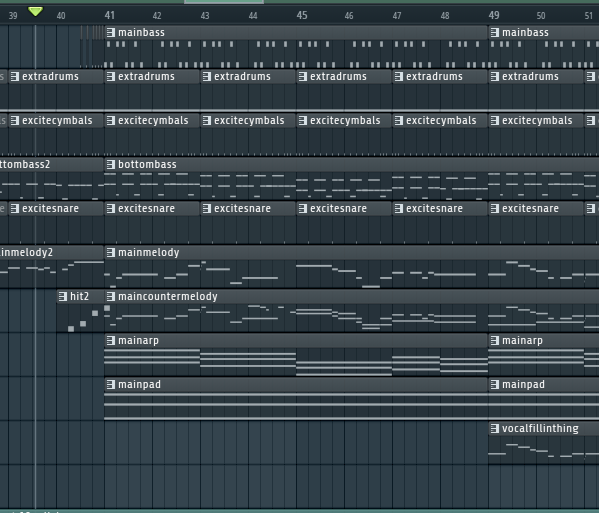 39 40 41 42 43 44 45 46 47 48 49 50 51
mainbass mainbass
extradrums extradrums extradrums extradrums extradrums extradrums
excitecymbals excitecymbals excitecymbals excitecymbals excitecymbals excitecymbals
ttombass2 bottombass
excitesnare excitesnare excitesnare excitesnare excitesnare excitesnare
inmelody2 mainmelody
hit2 maincountermelody
mainarp mainarp
mainpad mainpad
vocalfillinthing